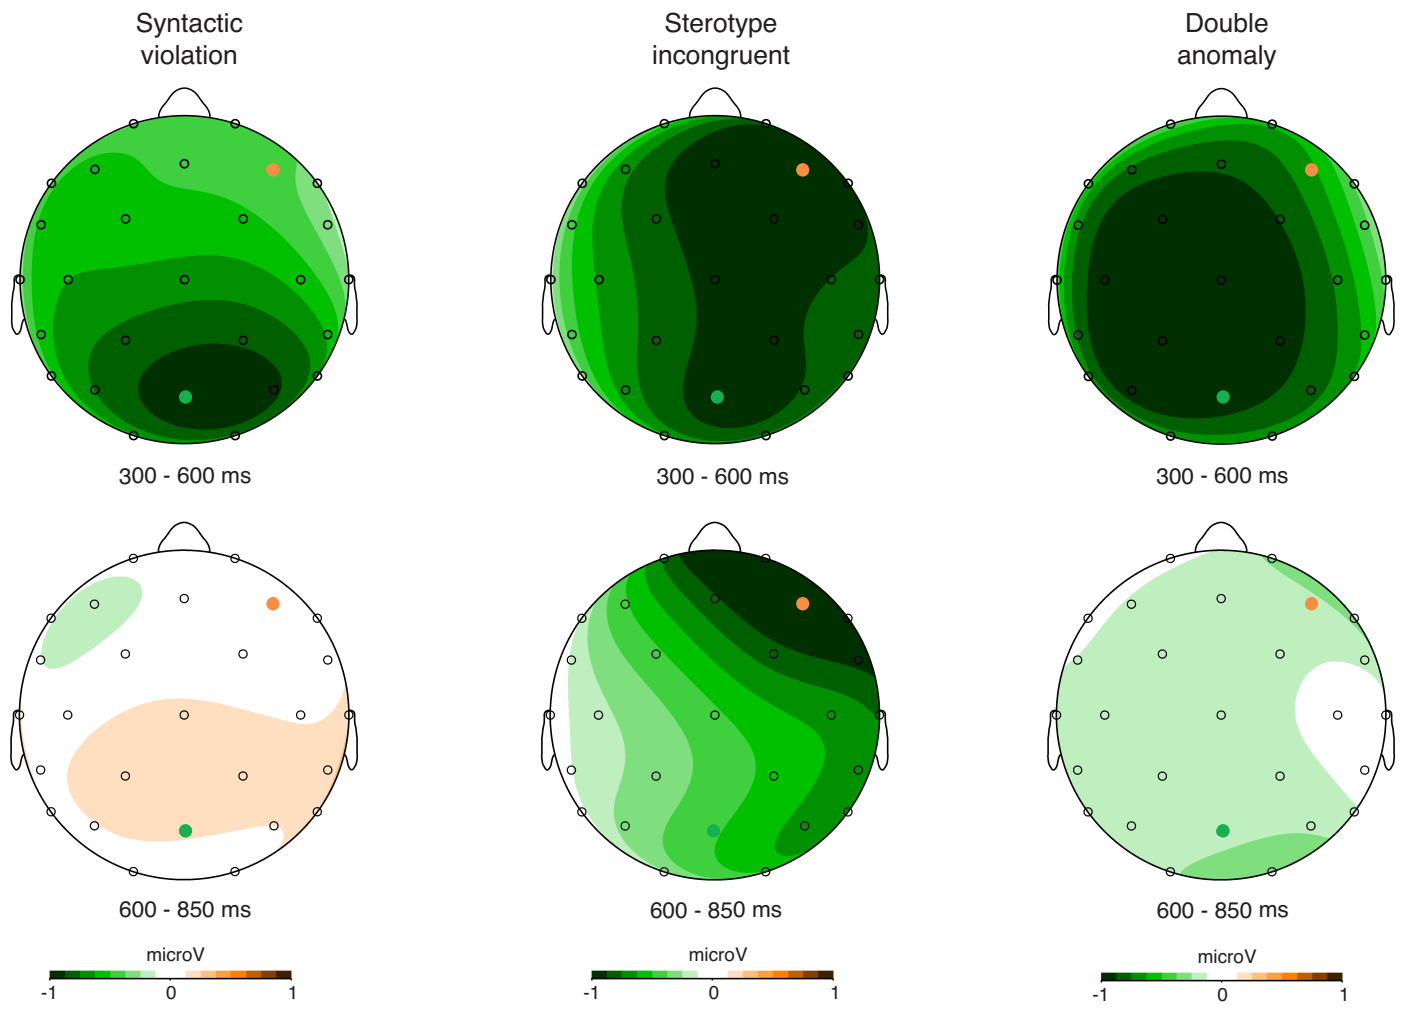 Syntactic
violation
Sterotype
incongruent
Double
anomaly
300 - 600 ms
300 - 600 ms
300 - 600 ms
600 - 850 ms
600 - 850 ms
600 - 850 ms
microV
-1 0 1
microV
-1 0 1
microV
-1 0 1